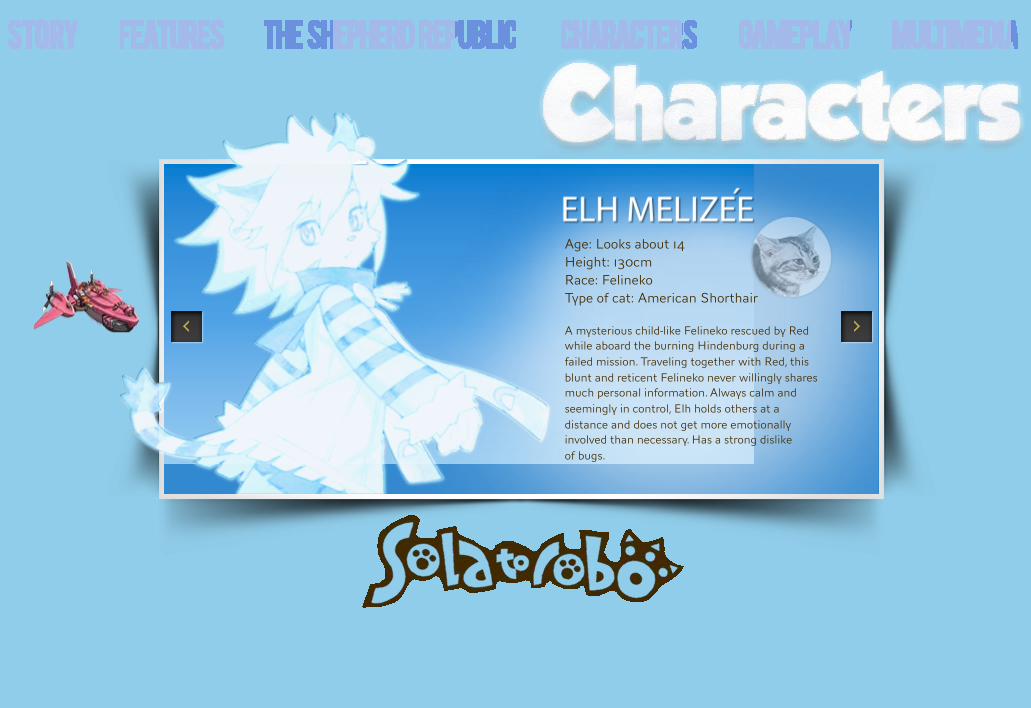 STORY FEATURES THE SHEPHERD REPUBLIC CHARACTERS GAMEPLAY MULTIMEDIA
Characters
ELH MELIZÉE
Age: Looks about 14
Height: 130cm
Race: Felineko
Type of cat: American Shorthair
A mysterious child-like Felineko rescued by Red
while aboard the burning Hindenburg during a
failed mission. Traveling together with Red, this
blunt and reticent Felineko never willingly shares
much personal information. Always calm and
seemingly in control, Elh holds others at a
distance and does not get more emotionally
involved than necessary. Has a strong dislike
of bugs.
Solatorobo